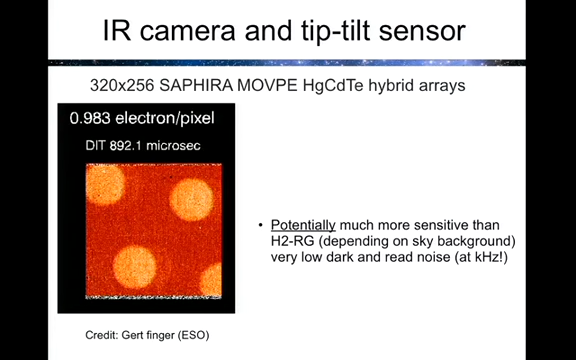 IR camera and tip-tilt sensor
320x256 SAPHIRA MOVPE HgCdTe hybrid arrays
0.983 electron/pixel
DIT 892.1 microsec
• Potentially much more sensitive than
H2-RG (depending on sky background)
very low dark and read noise (at kHz!)
Credit: Gert finger (ESO)